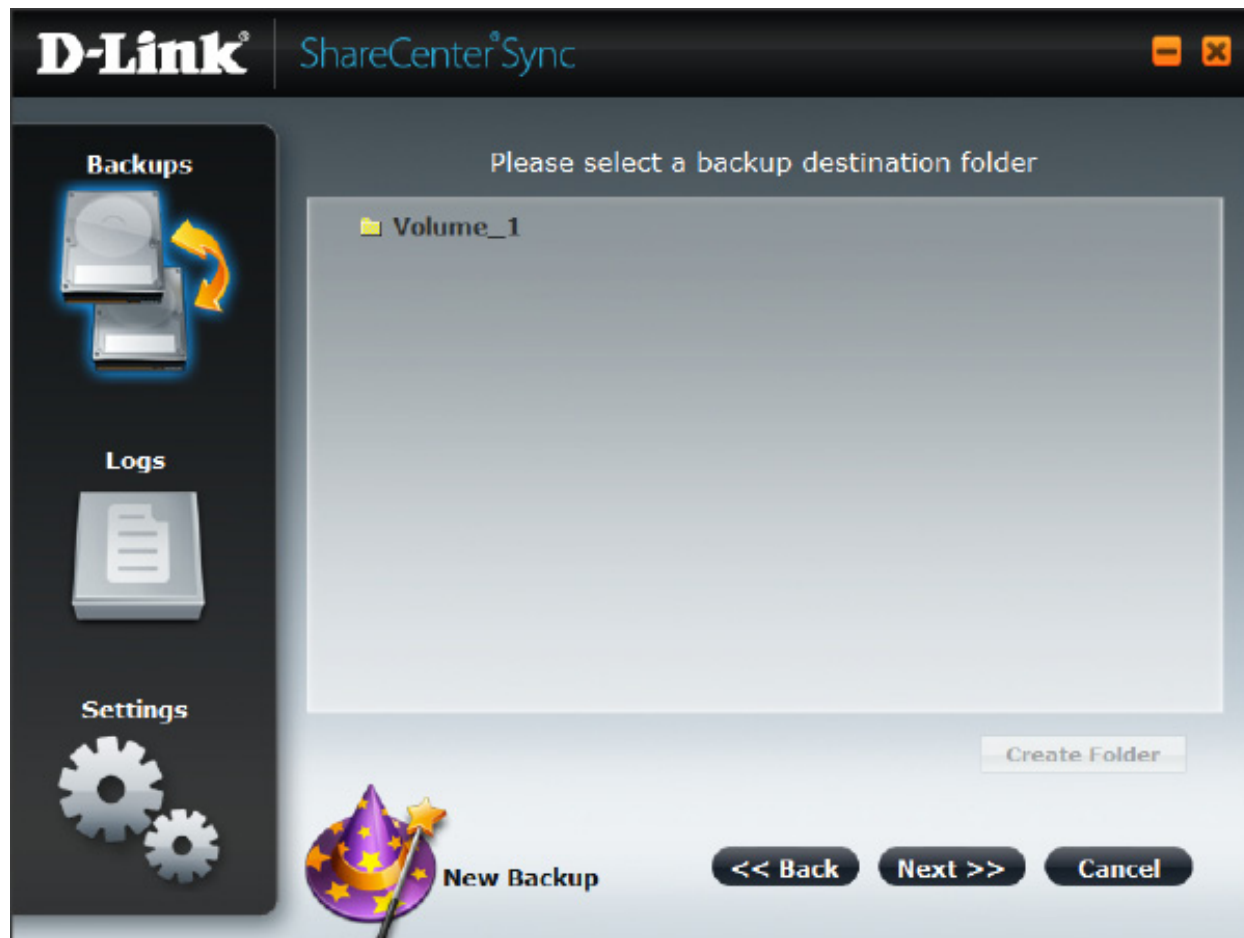 D-Link® ShareCenter® Sync
Backups
Please select a backup destination folder
Volume_1
Logs
Settings
Create Folder
New Backup
<< Back
Next >>
Cancel